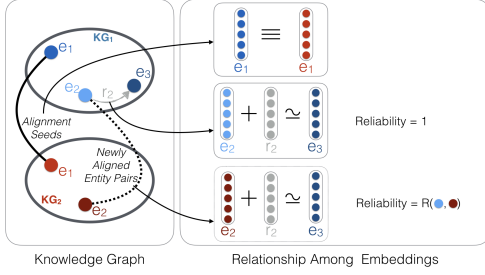 KG1
e1
e2
r2
e3
Alignment
Seeds
Newly
Aligned
Entity Pairs
e1
KG2
e2
Knowledge Graph
e1
≡
e1
+
≃
e2
r2
e3
Reliability = 1
+
≃
e2
r2
e3
Reliability = R( , )
Relationship Among Embeddings